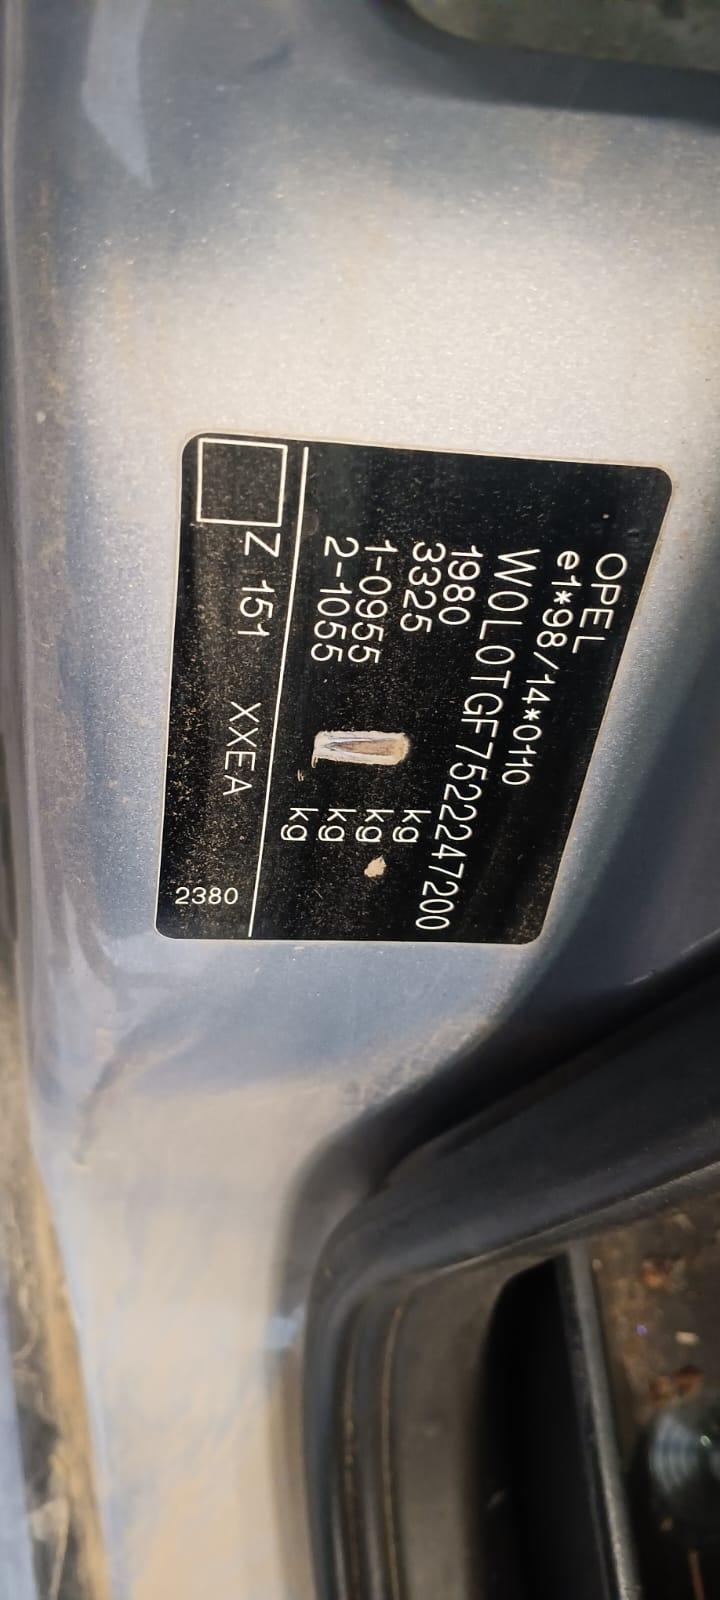 OPEL
e1*98/14*0110
W0L0TGF7522247200
1980 kg
3325 kg
1-0955 kg
2-1055 kg
Z 151 XXEA
2380